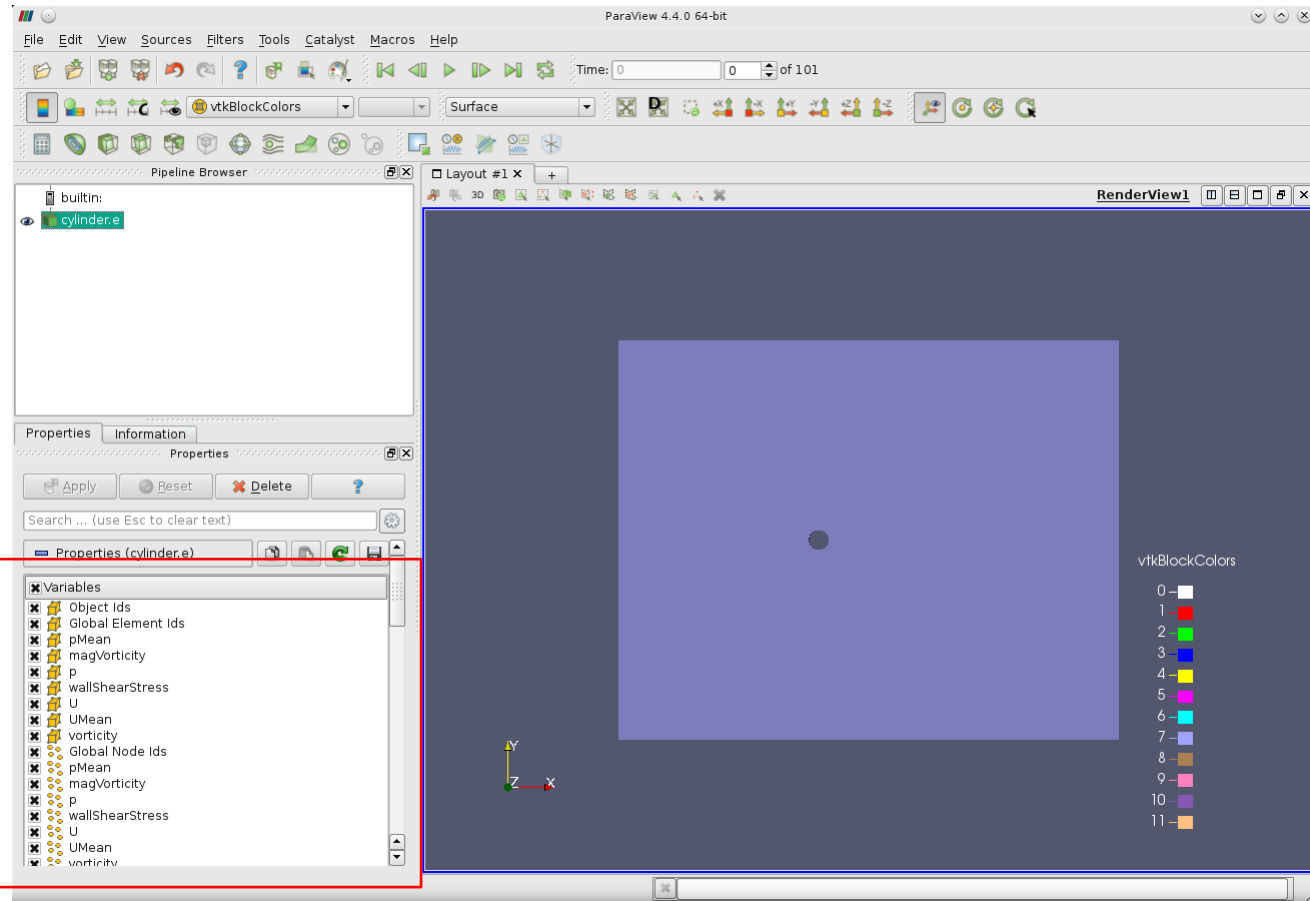 ParaView 4.4.0 64-bit
File Edit View Sources Filters Tools Catalyst Macros Help
Time: 0 0 of 101
vtkBlockColors Surface
Pipeline Browser
Layout #1
builtin:
3D
RenderView1
cylinder.e
Properties Information
Properties
Apply Reset Delete ?
Search ... (use Esc to clear text)
Properties (cylinder.e)
Variables
Object Ids
Global Element Ids
pMean
magVorticity
p
wallShearStress
U
UMean
vorticity
Global Node Ids
pMean
magVorticity
p
wallShearStress
U
UMean
vorticity
Y
Z X
vtkBlockColors
0
1
2
3
4
5
6
7
8
9
10
11